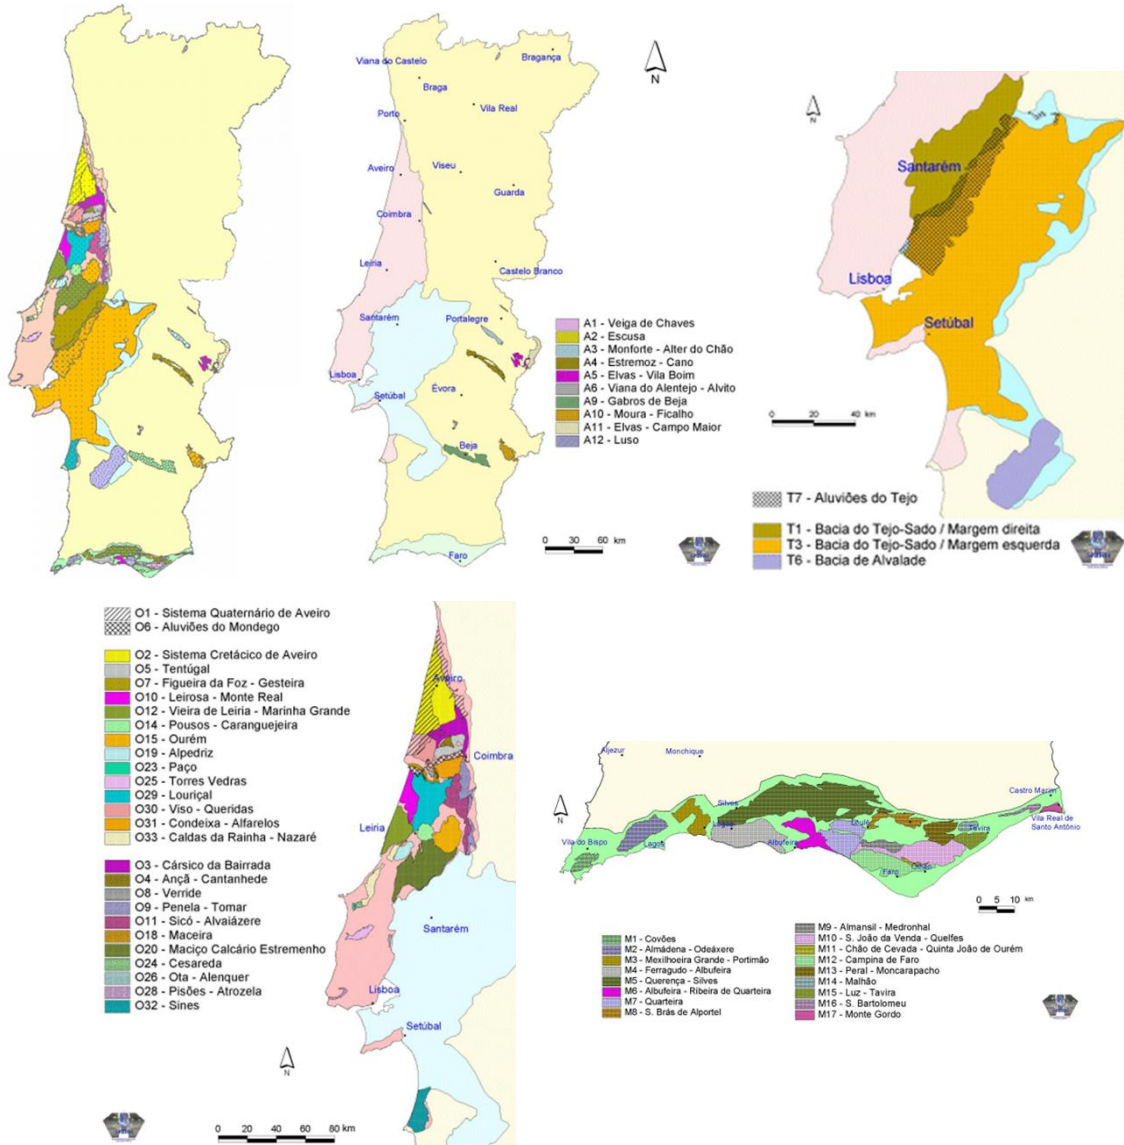 Viana do Castelo
Bragança
Braga
Vila Real
Porto
Aveiro
Viseu
Guarda
Coimbra
Leiria
Castelo Branco
Santarém
Portalegre
Lisboa
Évora
Setúbal
Beja
Faro
N
0 30 60 km
A1 - Veiga de Chaves
A2 - Escusa
A3 - Monforte - Alter do Chão
A4 - Estremoz - Cano
A5 - Elvas - Vila Boim
A6 - Viana do Alentejo - Alvito
A9 - Gabros de Beja
A10 - Moura - Ficalho
A11 - Elvas - Campo Maior
A12 - Luso
N
Santarém
Lisboa
Setúbal
0 20 40 km
T7 - Aluviões do Tejo
T1 - Bacia do Tejo-Sado / Margem direita
T3 - Bacia do Tejo-Sado / Margem esquerda
T6 - Bacia de Alvalade
O1 - Sistema Quaternário de Aveiro
O6 - Aluviões do Mondego
O2 - Sistema Cretácico de Aveiro
O5 - Tentúgal
O7 - Figueira da Foz - Gesteira
O10 - Leirosa - Monte Real
O12 - Vieira de Leiria - Marinha Grande
O14 - Pousos - Caranguejeira
O15 - Ourém
O19 - Alpedriz
O23 - Paço
O25 - Torres Vedras
O29 - Louriçal
O30 - Viso - Queridas
O31 - Condeixa - Alfarelos
O33 - Caldas da Rainha - Nazaré
O3 - Cársico da Bairrada
O4 - Ançã - Cantanhede
O8 - Verride
O9 - Penela - Tomar
O11 - Sicó - Alvaiázere
O18 - Maceira
O20 - Maciço Calcário Estremenho
O24 - Cesareda
O26 - Ota - Alenquer
O28 - Pisões - Atrozela
O32 - Sines
Aveiro
Coimbra
Leiria
Santarém
Lisboa
Setúbal
N
0 20 40 60 80 km
Aljezur
Monchique
Castro Marim
Silves
Lagoa
Loulé
Vila Real de
Santo António
Vila do Bispo
Lagos
Albufeira
Tavira
Faro
N
0 5 10 km
M1 - Covões
M2 - Almádena - Odeáxere
M3 - Mexilhoeira Grande - Portimão
M4 - Ferragudo - Albufeira
M5 - Querença - Silves
M6 - Albufeira - Ribeira de Quarteira
M7 - Quarteira
M8 - S. Brás de Alportel
M9 - Almansil - Medronhal
M10 - S. João da Venda - Quelfes
M11 - Chão de Cevada - Quinta João de Ourém
M12 - Campina de Faro
M13 - Peral - Moncarapacho
M14 - Malhão
M15 - Luz - Tavira
M16 - S. Bartolomeu
M17 - Monte Gordo